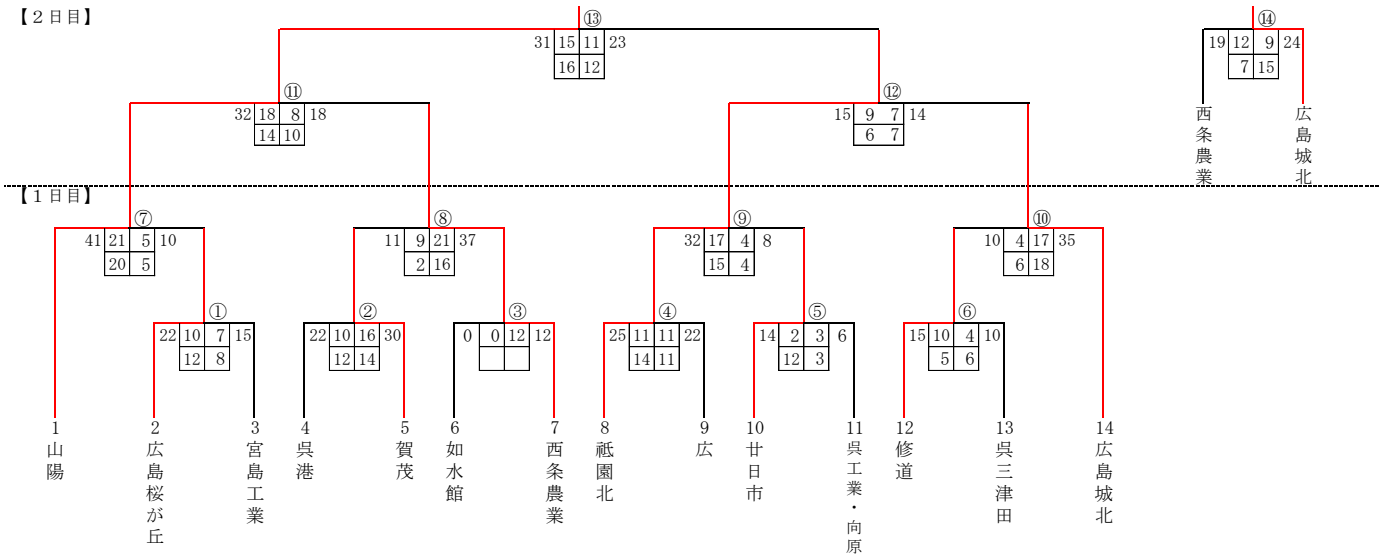 【2日目】
⑬
31 15 11 23
16 12
⑭
19 12 9 24
7 15
西条農業
広島城北
⑪
32 18 8 18
14 10
⑫
15 9 7 14
6 7
【1日目】
⑦
41 21 5 10
20 5
⑧
11 9 21 37
2 16
⑨
32 17 4 8
15 4
⑩
10 4 17 35
6 18
①
22 10 7 15
12 8
②
22 10 16 30
12 14
③
0 0 12 12
④
25 11 11 22
14 11
⑤
14 2 3 6
12 3
⑥
15 10 4 10
5 6
1
山陽
2
広島桜が丘
3
宮島工業
4
呉港
5
賀茂
6
如水館
7
西条農業
8
祇園北
9
広
10
廿日市
11
呉工業・向原
12
修道
13
呉三津田
14
広島城北